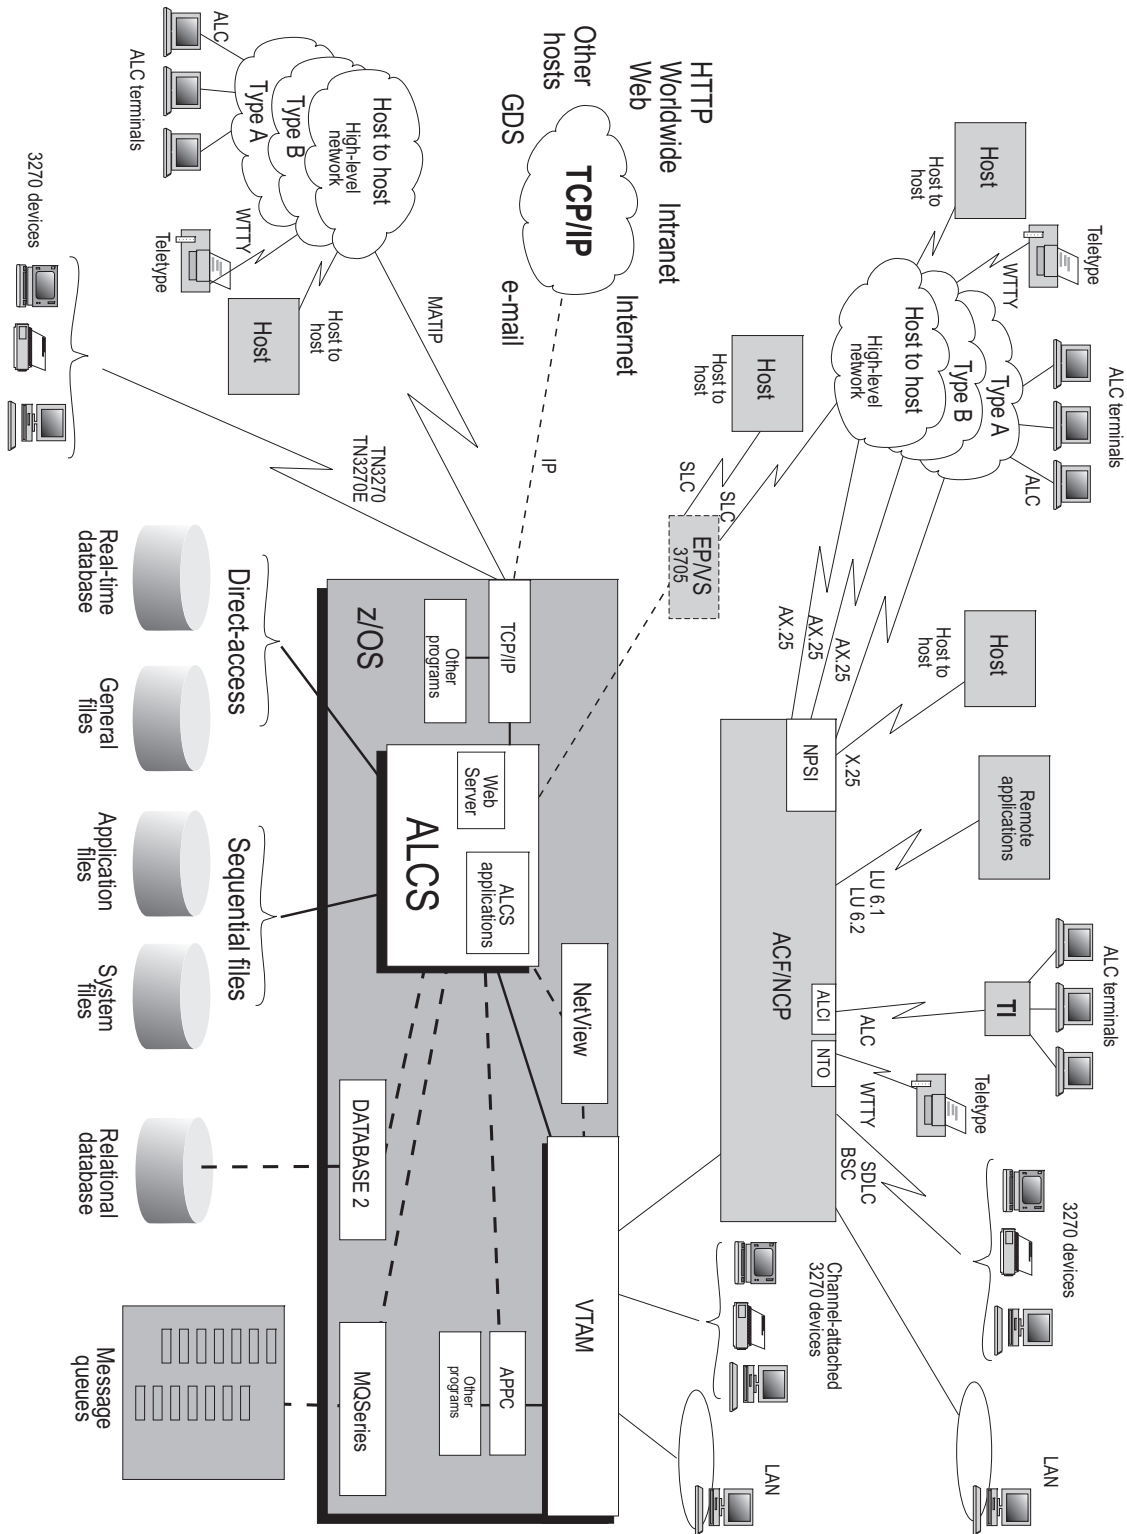 ALC terminals
ALC
Type A
Type B
Host to host
High-level
network
WTTY
Teletype
Host
Host to
host
Host
Host to
host
SLC
SLC
EP/VS
3705
AX.25
AX.25
AX.25
Host
Host to
host
X.25
NPSI
Remote
applications
LU 6.1
LU 6.2
ACF/NCP
ALC terminals
TI
ALC
ALCI
NTO
WTTY
Teletype
3270 devices
SDLC
BSC
LAN
Channel-attached
3270 devices
LAN
HTTP
Worldwide
Web
Intranet
Internet
Other
hosts
TCP/IP
GDS
e-mail
IP
ALC
ALC terminals
Type A
Type B
Host to host
High-level
network
WTTY
Teletype
Host
Host to
host
MATIP
3270 devices
TN3270
TN3270E
z/OS
TCP/IP
Other
programs
Web
Server
ALCS
applications
ALCS
NetView
VTAM
DATABASE 2
APPC
Other
programs
MQSeries
Direct-access
Sequential files
Real-time
database
General
files
Application
files
System
files
Relational
database
Message
queues